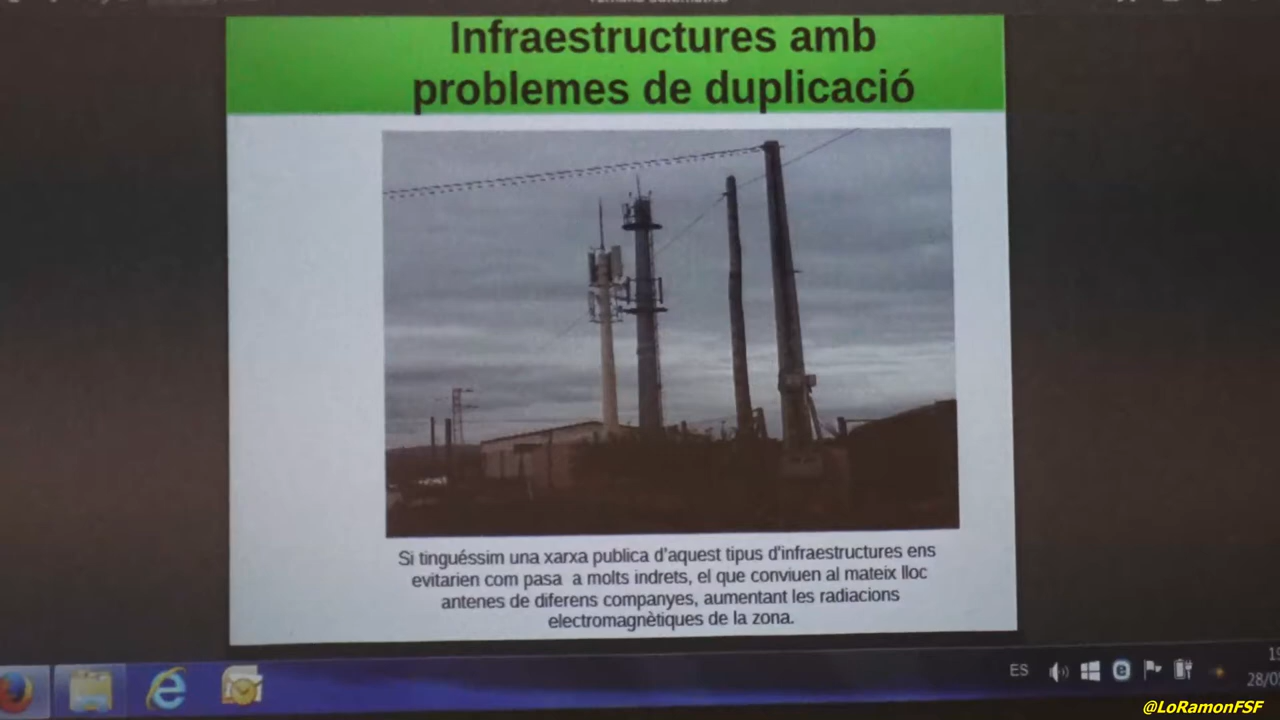 Infraestructures amb
problemes de duplicació
Si tinguéssim una xarxa publica d'aquest tipus d'infraestructures ens
evitarien com pasa a molts indrets, el que conviuen al mateix lloc
antenes de diferens companyes, aumentant les radiacions
electromagnètiques de la zona.
ES
@LoRamonFSF